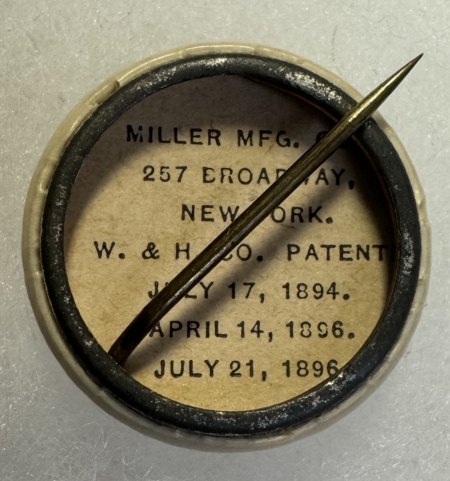 MILLER MFG.
257 BROADWAY,
NEW YORK.
W. & H. CO. PATENT
JULY 17, 1894.
APRIL 14, 1896.
JULY 21, 1896.